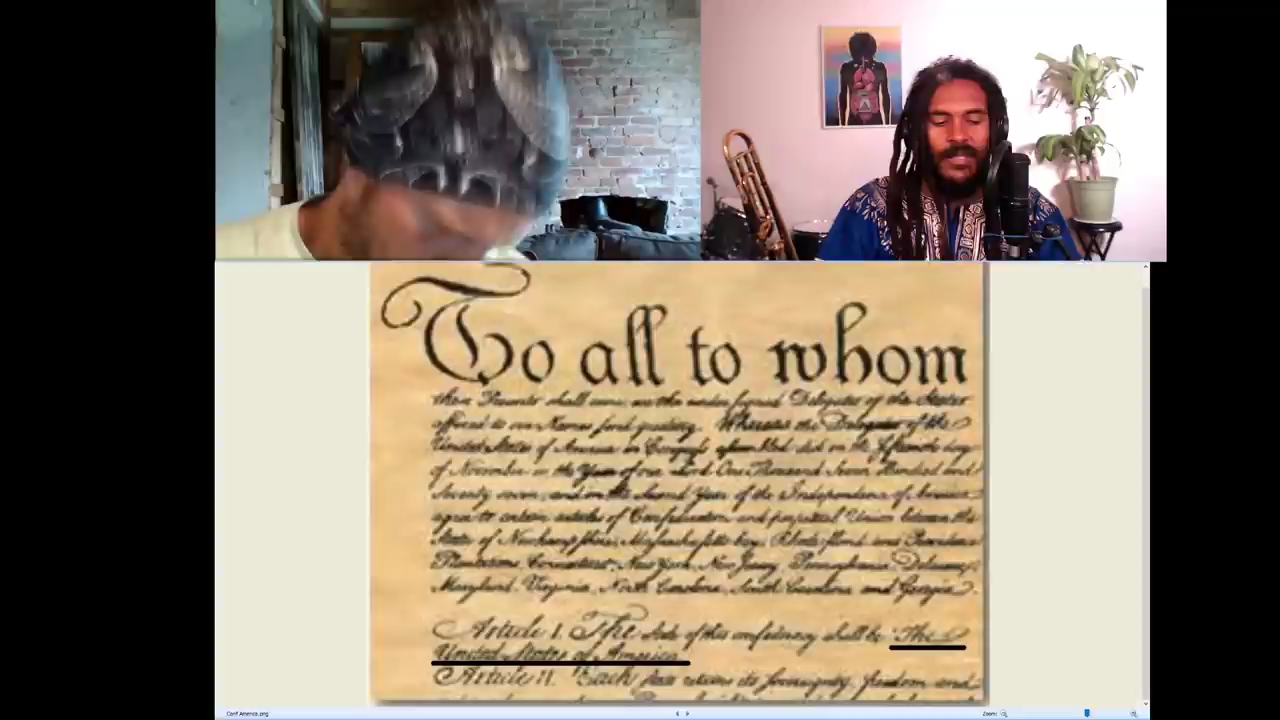 To all to whom
these Presents shall come, we the under signed Delegates of the States
affixed to our Names send greeting. Whereas the Delegates of the
United States of America in Congress assembled did on the fifteenth day
of November in the Year of our Lord One Thousand Seven Hundred and
Seventy seven, and in the Second Year of the Independence of America
agree to certain articles of Confederation and perpetual Union between the
States of Newhampshire, Massachusetts bay, Rhode island and Providence
Plantations, Connecticut, New York, New Jersey, Pennsylvania, Delaware,
Maryland, Virginia, North Carolina, South Carolina and Georgia
Article I. The Stile of this confederacy shall be "The
United States of America
Article II. Each state retains its sovereignty, freedom and
Conf America.png
Zoom: